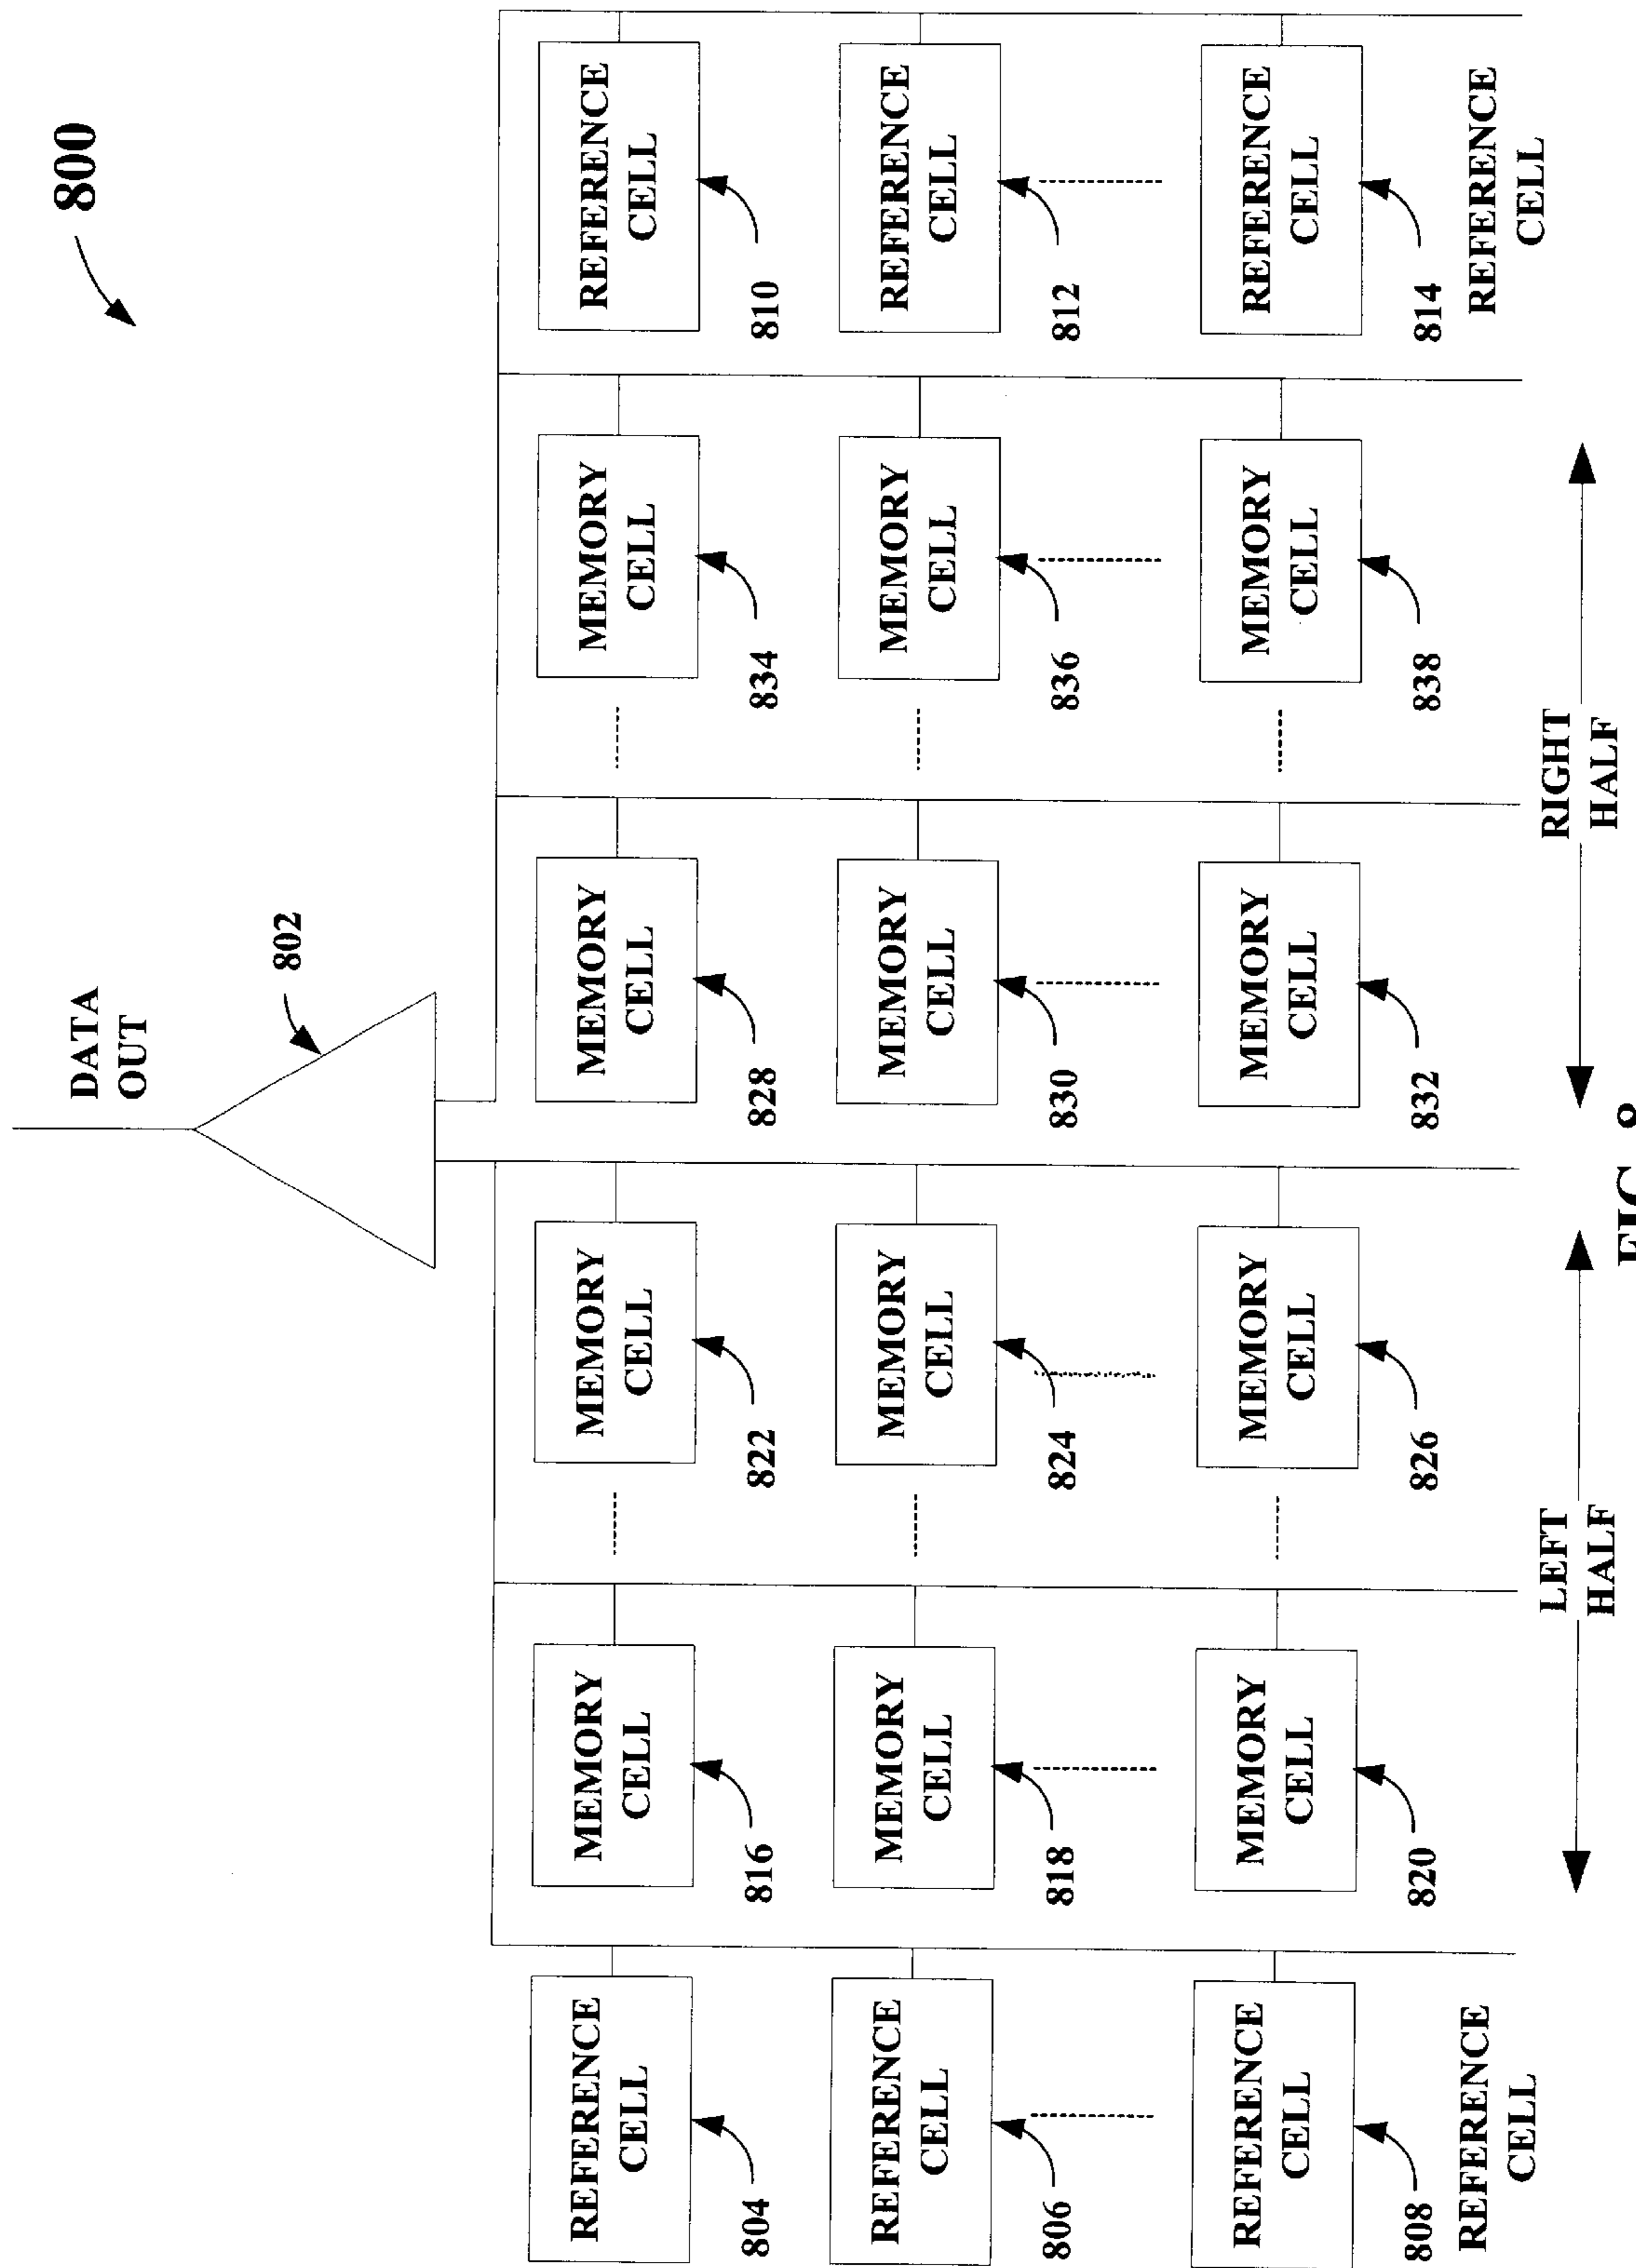 800
DATA
OUT
802
REFERENCE
CELL
804
MEMORY
CELL
816
MEMORY
CELL
822
MEMORY
CELL
828
MEMORY
CELL
834
REFERENCE
CELL
810
REFERENCE
CELL
806
MEMORY
CELL
818
MEMORY
CELL
824
MEMORY
CELL
830
MEMORY
CELL
836
REFERENCE
CELL
812
REFERENCE
CELL
808
MEMORY
CELL
820
MEMORY
CELL
826
MEMORY
CELL
832
MEMORY
CELL
838
REFERENCE
CELL
814
REFERENCE
CELL
LEFT
HALF
RIGHT
HALF
REFERENCE
CELL
FIG. 8